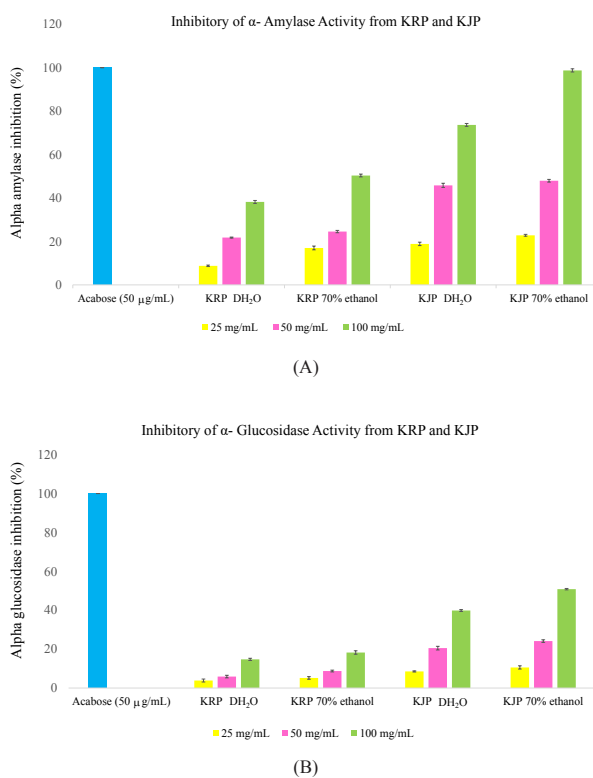 Inhibitory of α- Amylase Activity from KRP and KJP
120
100
80
60
40
20
0
Alpha amylase inhibition (%)
Acabose (50 µg/mL) KRP DH₂O KRP 70% ethanol KJP DH₂O KJP 70% ethanol
25 mg/mL 50 mg/mL 100 mg/mL
(A)
Inhibitory of α- Glucosidase Activity from KRP and KJP
120
100
80
60
40
20
0
Alpha glucosidase inhibition (%)
Acabose (50 µg/mL) KRP DH₂O KRP 70% ethanol KJP DH₂O KJP 70% ethanol
25 mg/mL 50 mg/mL 100 mg/mL
(B)